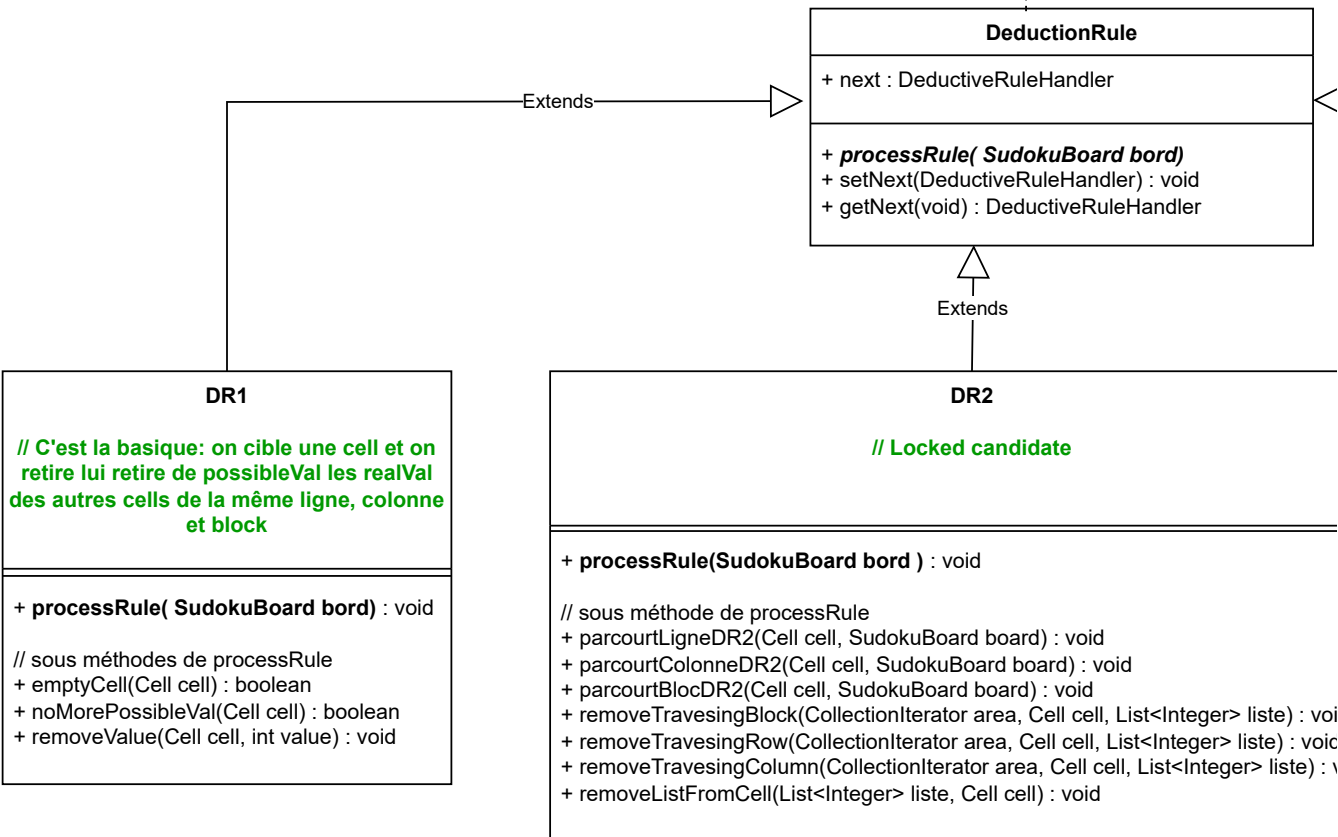 DeductionRule
+ next : DeductiveRuleHandler
+ processRule( SudokuBoard bord)
+ setNext(DeductiveRuleHandler) : void
+ getNext(void) : DeductiveRuleHandler
Extends
Extends
DR1
// C'est la basique: on cible une cell et on
retire lui retire de possibleVal les realVal
des autres cells de la même ligne, colonne
et block
+ processRule( SudokuBoard bord) : void
// sous méthodes de processRule
+ emptyCell(Cell cell) : boolean
+ noMorePossibleVal(Cell cell) : boolean
+ removeValue(Cell cell, int value) : void
DR2
// Locked candidate
+ processRule(SudokuBoard bord ) : void
// sous méthode de processRule
+ parcourtLigneDR2(Cell cell, SudokuBoard board) : void
+ parcourtColonneDR2(Cell cell, SudokuBoard board) : void
+ parcourtBlocDR2(Cell cell, SudokuBoard board) : void
+ removeTravesingBlock(CollectionIterator area, Cell cell, List<Integer> liste) : voi
+ removeTravesingRow(CollectionIterator area, Cell cell, List<Integer> liste) : void
+ removeTravesingColumn(CollectionIterator area, Cell cell, List<Integer> liste) :
+ removeListFromCell(List<Integer> liste, Cell cell) : void